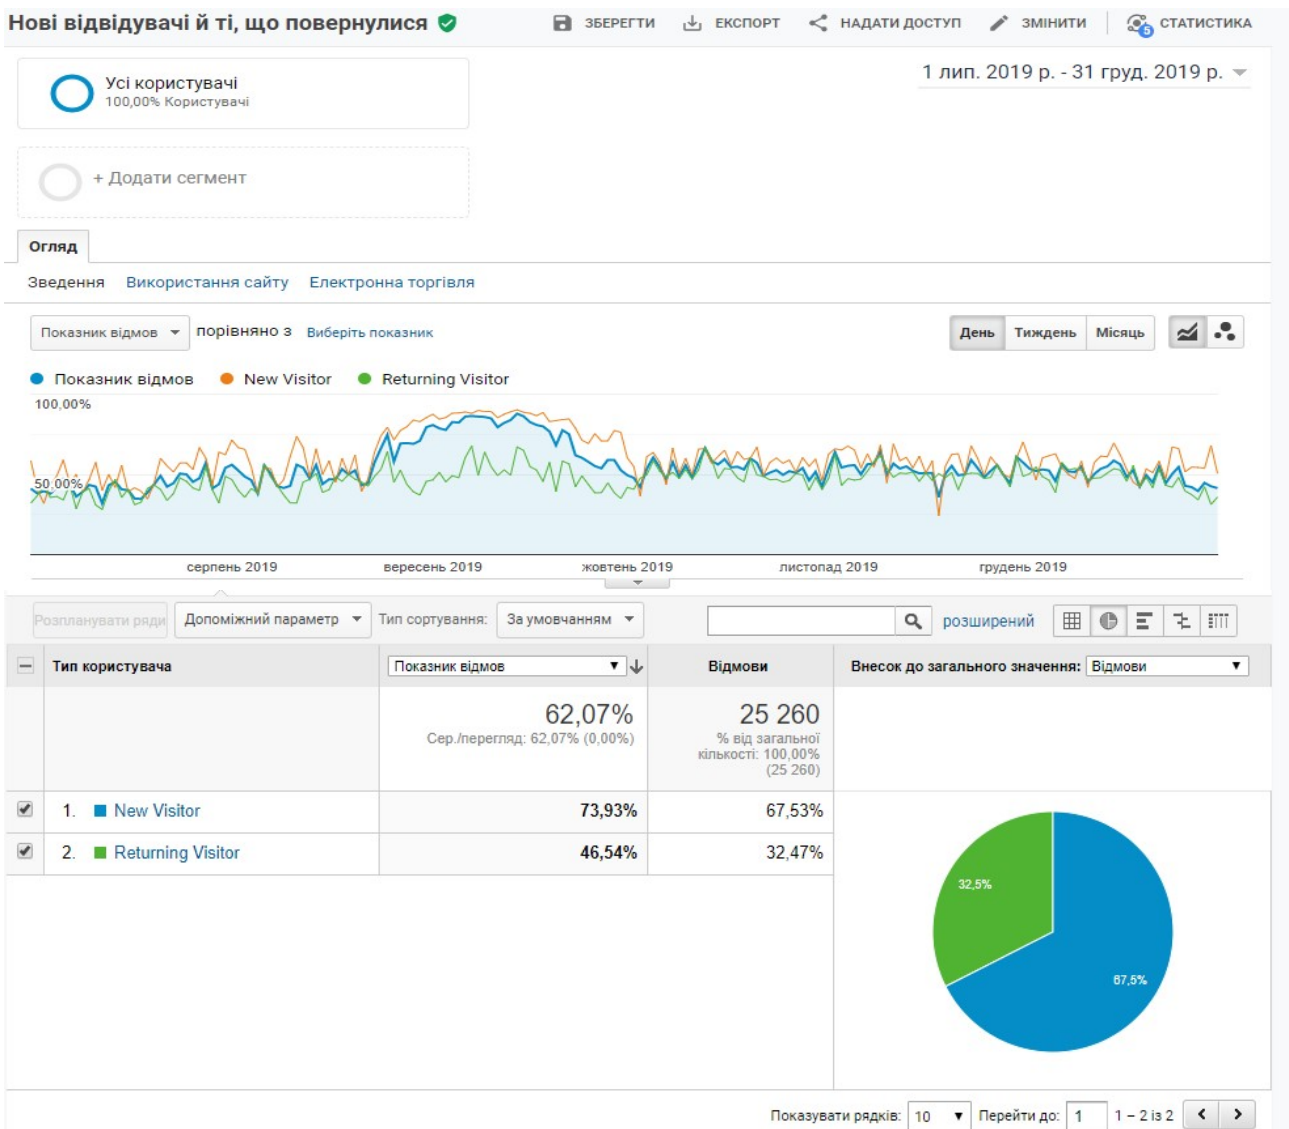 Нові відвідувачі й ті, що повернулися
ЗБЕРЕГТИ ЕКСПОРТ НАДАТИ ДОСТУП ЗМІНИТИ 5 СТАТИСТИКА
Усі користувачі
100,00% Користувачі
1 лип. 2019 р. - 31 груд. 2019 р.
+ Додати сегмент
Огляд
Зведення Використання сайту Електронна торгівля
Показник відмов порівняно з Виберіть показник
День Тиждень Місяць
Показник відмов New Visitor Returning Visitor
100,00%
50,00%
серпень 2019 вересень 2019 жовтень 2019 листопад 2019 грудень 2019
Розпланувати ряди Допоміжний параметр Тип сортування: За умовчанням розширений
Тип користувача Показник відмов Відмови Внесок до загального значення: Відмови
62,07% 25 260
Сер./перегляд: 62,07% (0,00%)
% від загальної
кількості: 100,00%
(25 260)
1. New Visitor 73,93% 67,53%
2. Returning Visitor 46,54% 32,47%
32,5%
67,5%
Показувати рядків: 10 Перейти до: 1 1 – 2 із 2